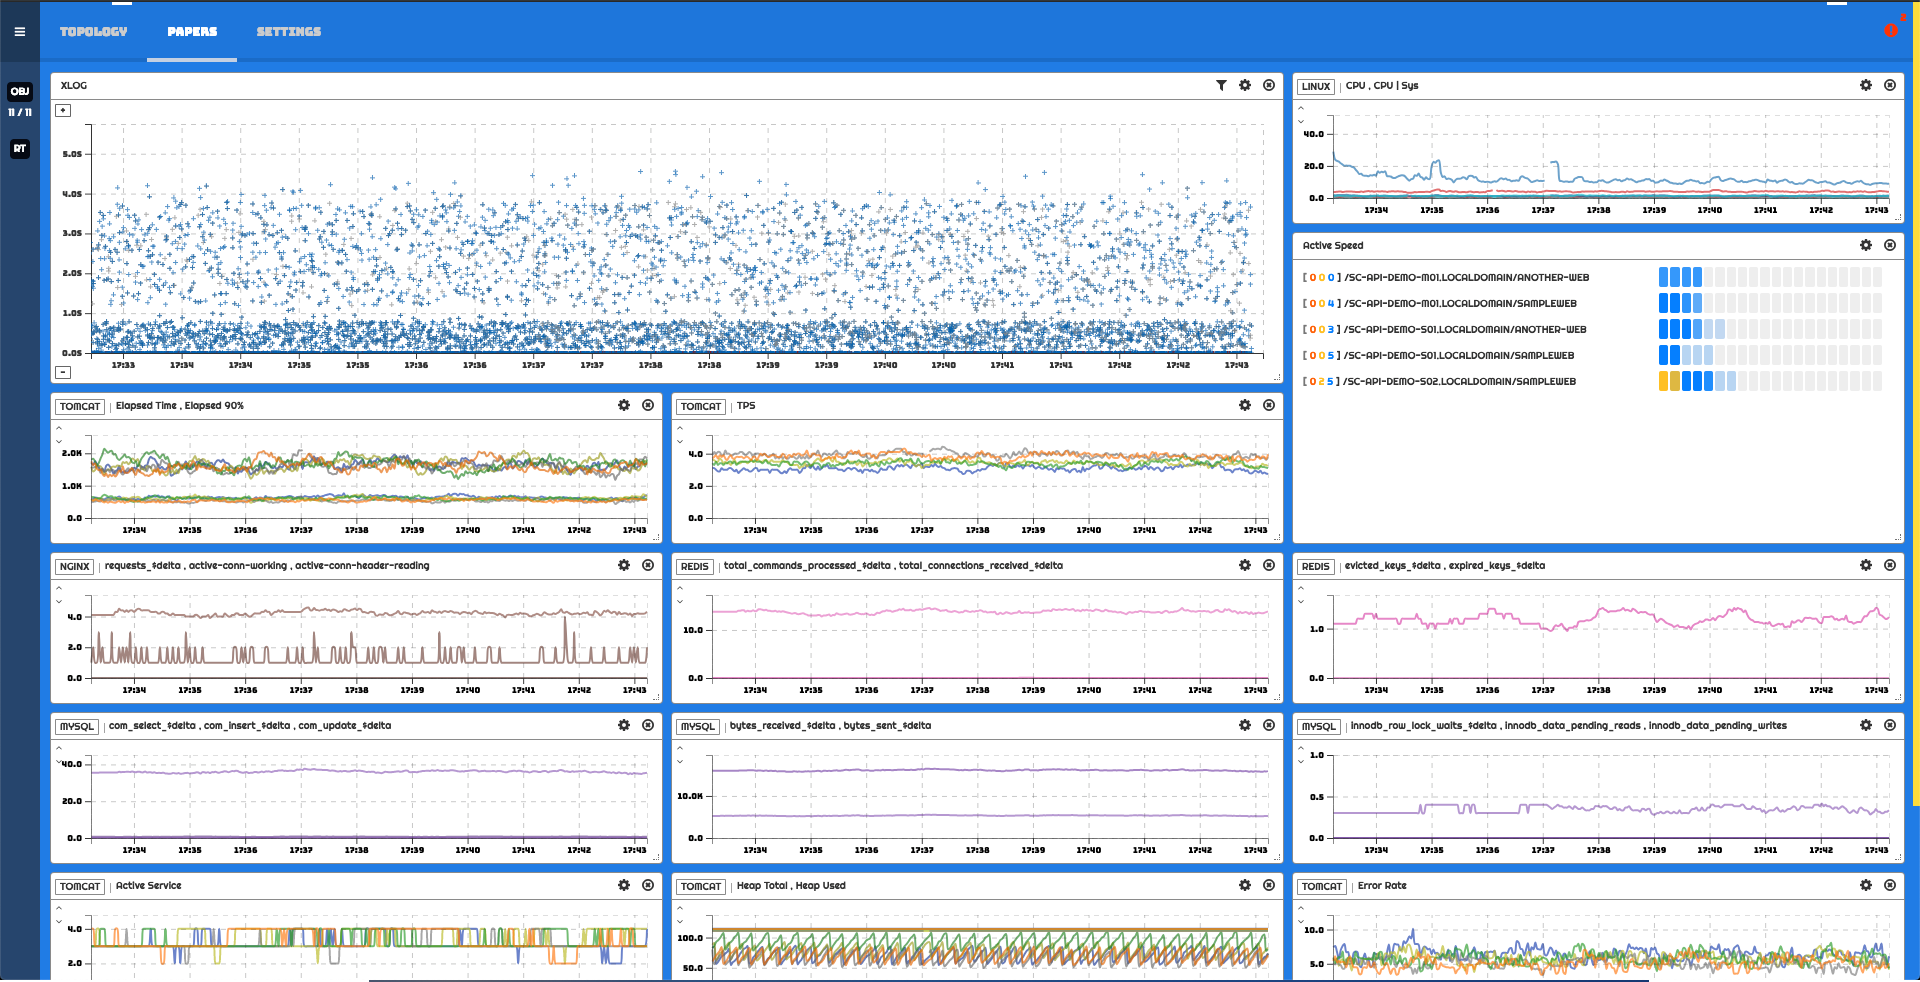 TOPOLOGY PAPERS SETTINGS
OBJ
11 / 11
RT
XLOG
+
5.0S
4.0S
3.0S
2.0S
1.0S
0.0S
17:33 17:34 17:34 17:35 17:35 17:36 17:36 17:37 17:37 17:38 17:38 17:39 17:39 17:40 17:40 17:41 17:41 17:42 17:42 17:43
-
LINUX | CPU , CPU | Sys
40.0
20.0
0.0
17:34 17:35 17:36 17:37 17:38 17:39 17:40 17:41 17:42 17:43
Active Speed
[ 0 0 0 ] /SC-API-DEMO-M01.LOCALDOMAIN/ANOTHER-WEB
[ 0 0 4 ] /SC-API-DEMO-M01.LOCALDOMAIN/SAMPLEWEB
[ 0 0 3 ] /SC-API-DEMO-S01.LOCALDOMAIN/ANOTHER-WEB
[ 0 0 5 ] /SC-API-DEMO-S01.LOCALDOMAIN/SAMPLEWEB
[ 0 2 5 ] /SC-API-DEMO-S02.LOCALDOMAIN/SAMPLEWEB
TOMCAT | Elapsed Time , Elapsed 90%
2.0K
1.0K
0.0
17:34 17:35 17:36 17:37 17:38 17:39 17:40 17:41 17:42 17:43
TOMCAT | TPS
4.0
2.0
0.0
17:34 17:35 17:36 17:37 17:38 17:39 17:40 17:41 17:42 17:43
NGINX | requests_$delta , active-conn-working , active-conn-header-reading
4.0
2.0
0.0
17:34 17:35 17:36 17:37 17:38 17:39 17:40 17:41 17:42 17:43
REDIS | total_commands_processed_$delta , total_connections_received_$delta
10.0
0.0
17:34 17:35 17:36 17:37 17:38 17:39 17:40 17:41 17:42 17:43
REDIS | evicted_keys_$delta , expired_keys_$delta
1.0
0.0
17:34 17:35 17:36 17:37 17:38 17:39 17:40 17:41 17:42 17:43
MYSQL | com_select_$delta , com_insert_$delta , com_update_$delta
40.0
20.0
0.0
17:34 17:35 17:36 17:37 17:38 17:39 17:40 17:41 17:42 17:43
MYSQL | bytes_received_$delta , bytes_sent_$delta
10.0K
0.0
17:34 17:35 17:36 17:37 17:38 17:39 17:40 17:41 17:42 17:43
MYSQL | innodb_row_lock_waits_$delta , innodb_data_pending_reads , innodb_data_pending_writes
1.0
0.5
0.0
17:34 17:35 17:36 17:37 17:38 17:39 17:40 17:41 17:42 17:43
TOMCAT | Active Service
4.0
2.0
TOMCAT | Heap Total , Heap Used
100.0
50.0
TOMCAT | Error Rate
10.0
5.0